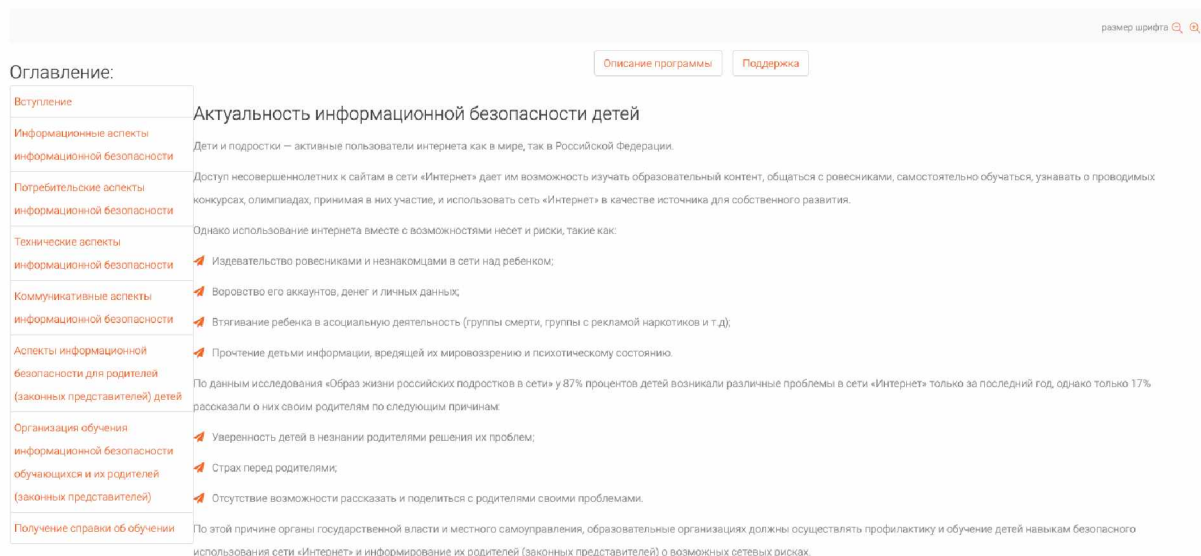 размер шрифта
Описание программы
Поддержка
Оглавление:
Вступление
Информационные аспекты
информационной безопасности
Потребительские аспекты
информационной безопасности
Технические аспекты
информационной безопасности
Коммуникативные аспекты
информационной безопасности
Аспекты информационной
безопасности для родителей
(законных представителей) детей
Организация обучения
информационной безопасности
обучающихся и их родителей
(законных представителей)
Получение справки об обучении
Актуальность информационной безопасности детей
Дети и подростки — активные пользователи интернета как в мире, так в Российской Федерации.
Доступ несовершеннолетних к сайтам в сети «Интернет» дает им возможность изучать образовательный контент, общаться с ровесниками, самостоятельно обучаться, узнавать о проводимых
конкурсах, олимпиадах, принимая в них участие, и использовать сеть «Интернет» в качестве источника для собственного развития.
Однако использование интернета вместе с возможностями несет и риски, такие как:
Издевательство ровесниками и незнакомцами в сети над ребенком;
Воровство его аккаунтов, денег и личных данных;
Втягивание ребенка в асоциальную деятельность (группы смерти, группы с рекламой наркотиков и т.д);
Прочтение детьми информации, вредящей их мировоззрению и психотическому состоянию.
По данным исследования «Образ жизни российских подростков в сети» у 87% процентов детей возникали различные проблемы в сети «Интернет» только за последний год, однако только 17%
рассказали о них своим родителям по следующим причинам:
Уверенность детей в незнании родителями решения их проблем;
Страх перед родителями;
Отсутствие возможности рассказать и поделиться с родителями своими проблемами.
По этой причине органы государственной власти и местного самоуправления, образовательные организациях должны осуществлять профилактику и обучение детей навыкам безопасного
использования сети «Интернет» и информирование их родителей (законных представителей) о возможных сетевых рисках.